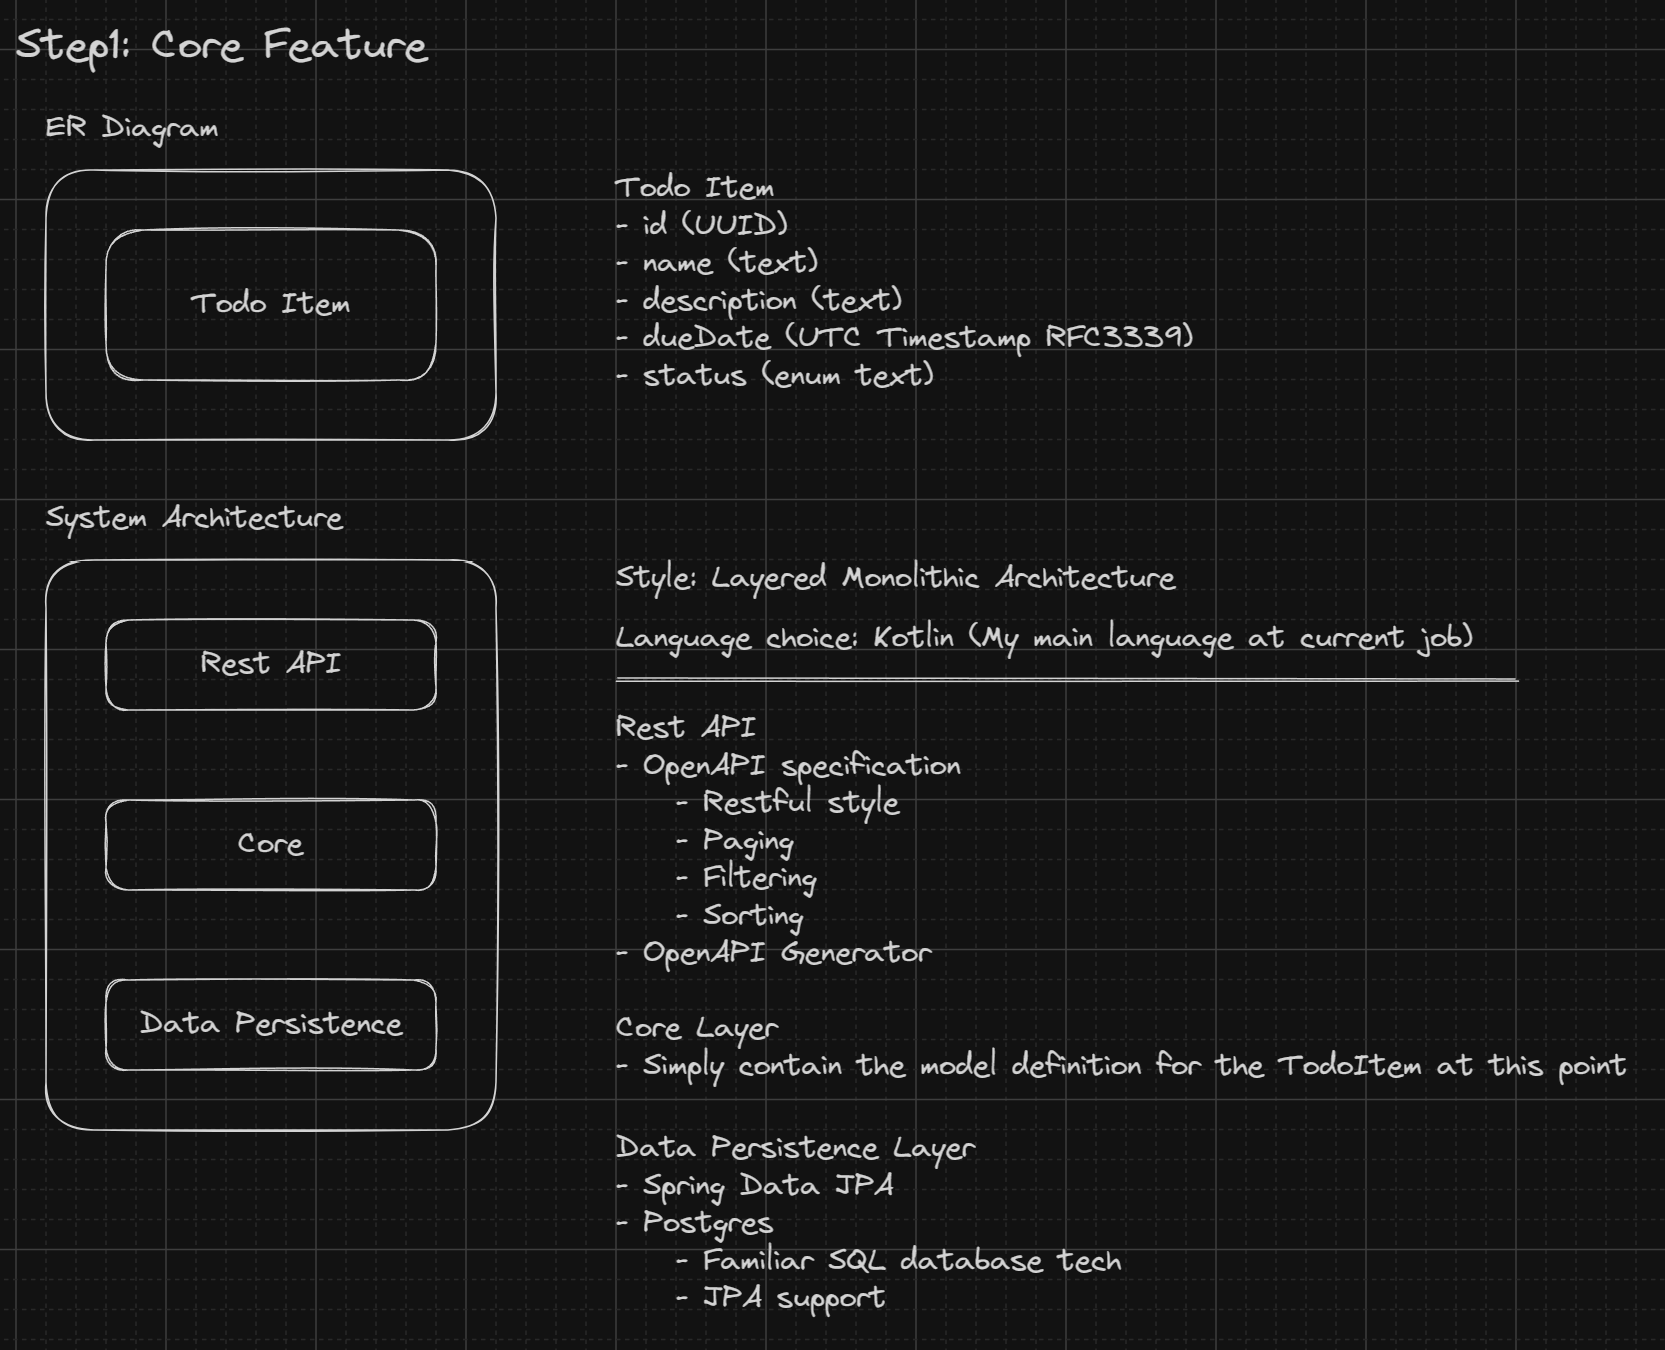 Step1: Core Feature
ER Diagram
Todo Item
Todo Item
- id (UUID)
- name (text)
- description (text)
- dueDate (UTC Timestamp RFC3339)
- status (enum text)
System Architecture
Rest API
Core
Data Persistence
Style: Layered Monolithic Architecture
Language choice: Kotlin (My main language at current job)
Rest API
- OpenAPI specification
- Restful style
- Paging
- Filtering
- Sorting
- OpenAPI Generator
Core Layer
- Simply contain the model definition for the TodoItem at this point
Data Persistence Layer
- Spring Data JPA
- Postgres
- Familiar SQL database tech
- JPA support